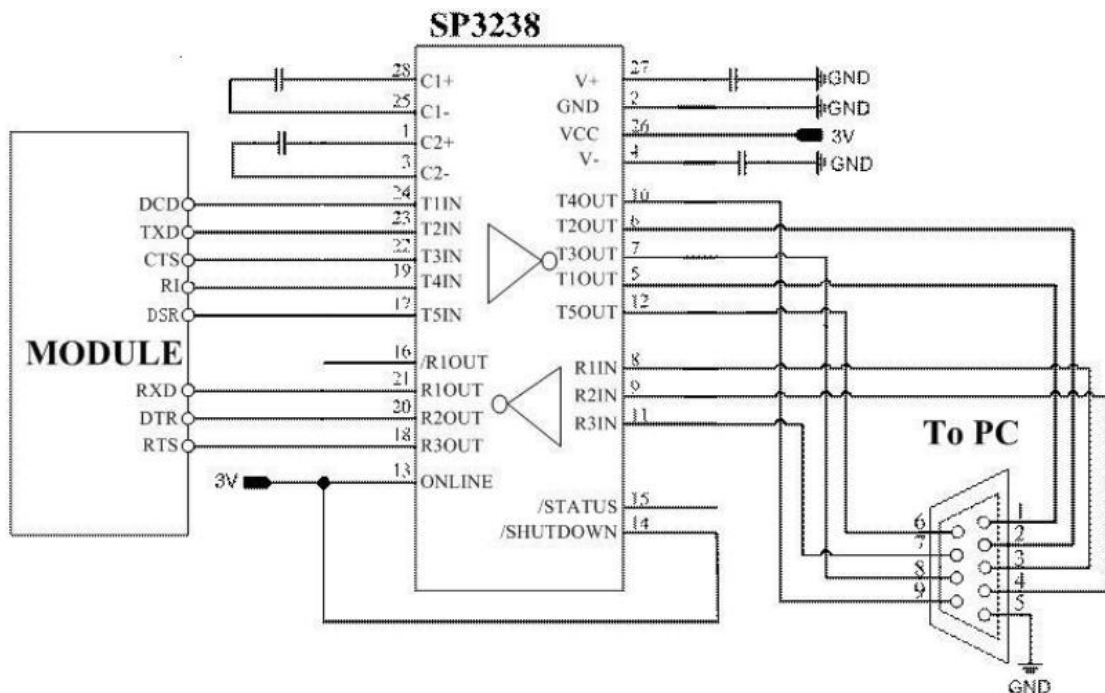 SP3238
28 C1+ V+ 27 GND
25 C1- GND 2 GND
1 C2+ VCC 26 3V
3 C2- V- 4 GND
DCD 24 T1IN T4OUT 10
TXD 23 T2IN T2OUT 6
CTS 22 T3IN T3OUT 7
RI 19 T4IN T1OUT 5
DSR 17 T5IN T5OUT 12
MODULE
16 /R1OUT R1IN 8
RXD 21 R1OUT R2IN 9
DTR 20 R2OUT R3IN 11
RTS 18 R3OUT
To PC
3V 13 ONLINE
/STATUS 15
/SHUTDOWN 14
6 1
7 2
8 3
9 4
5
GND